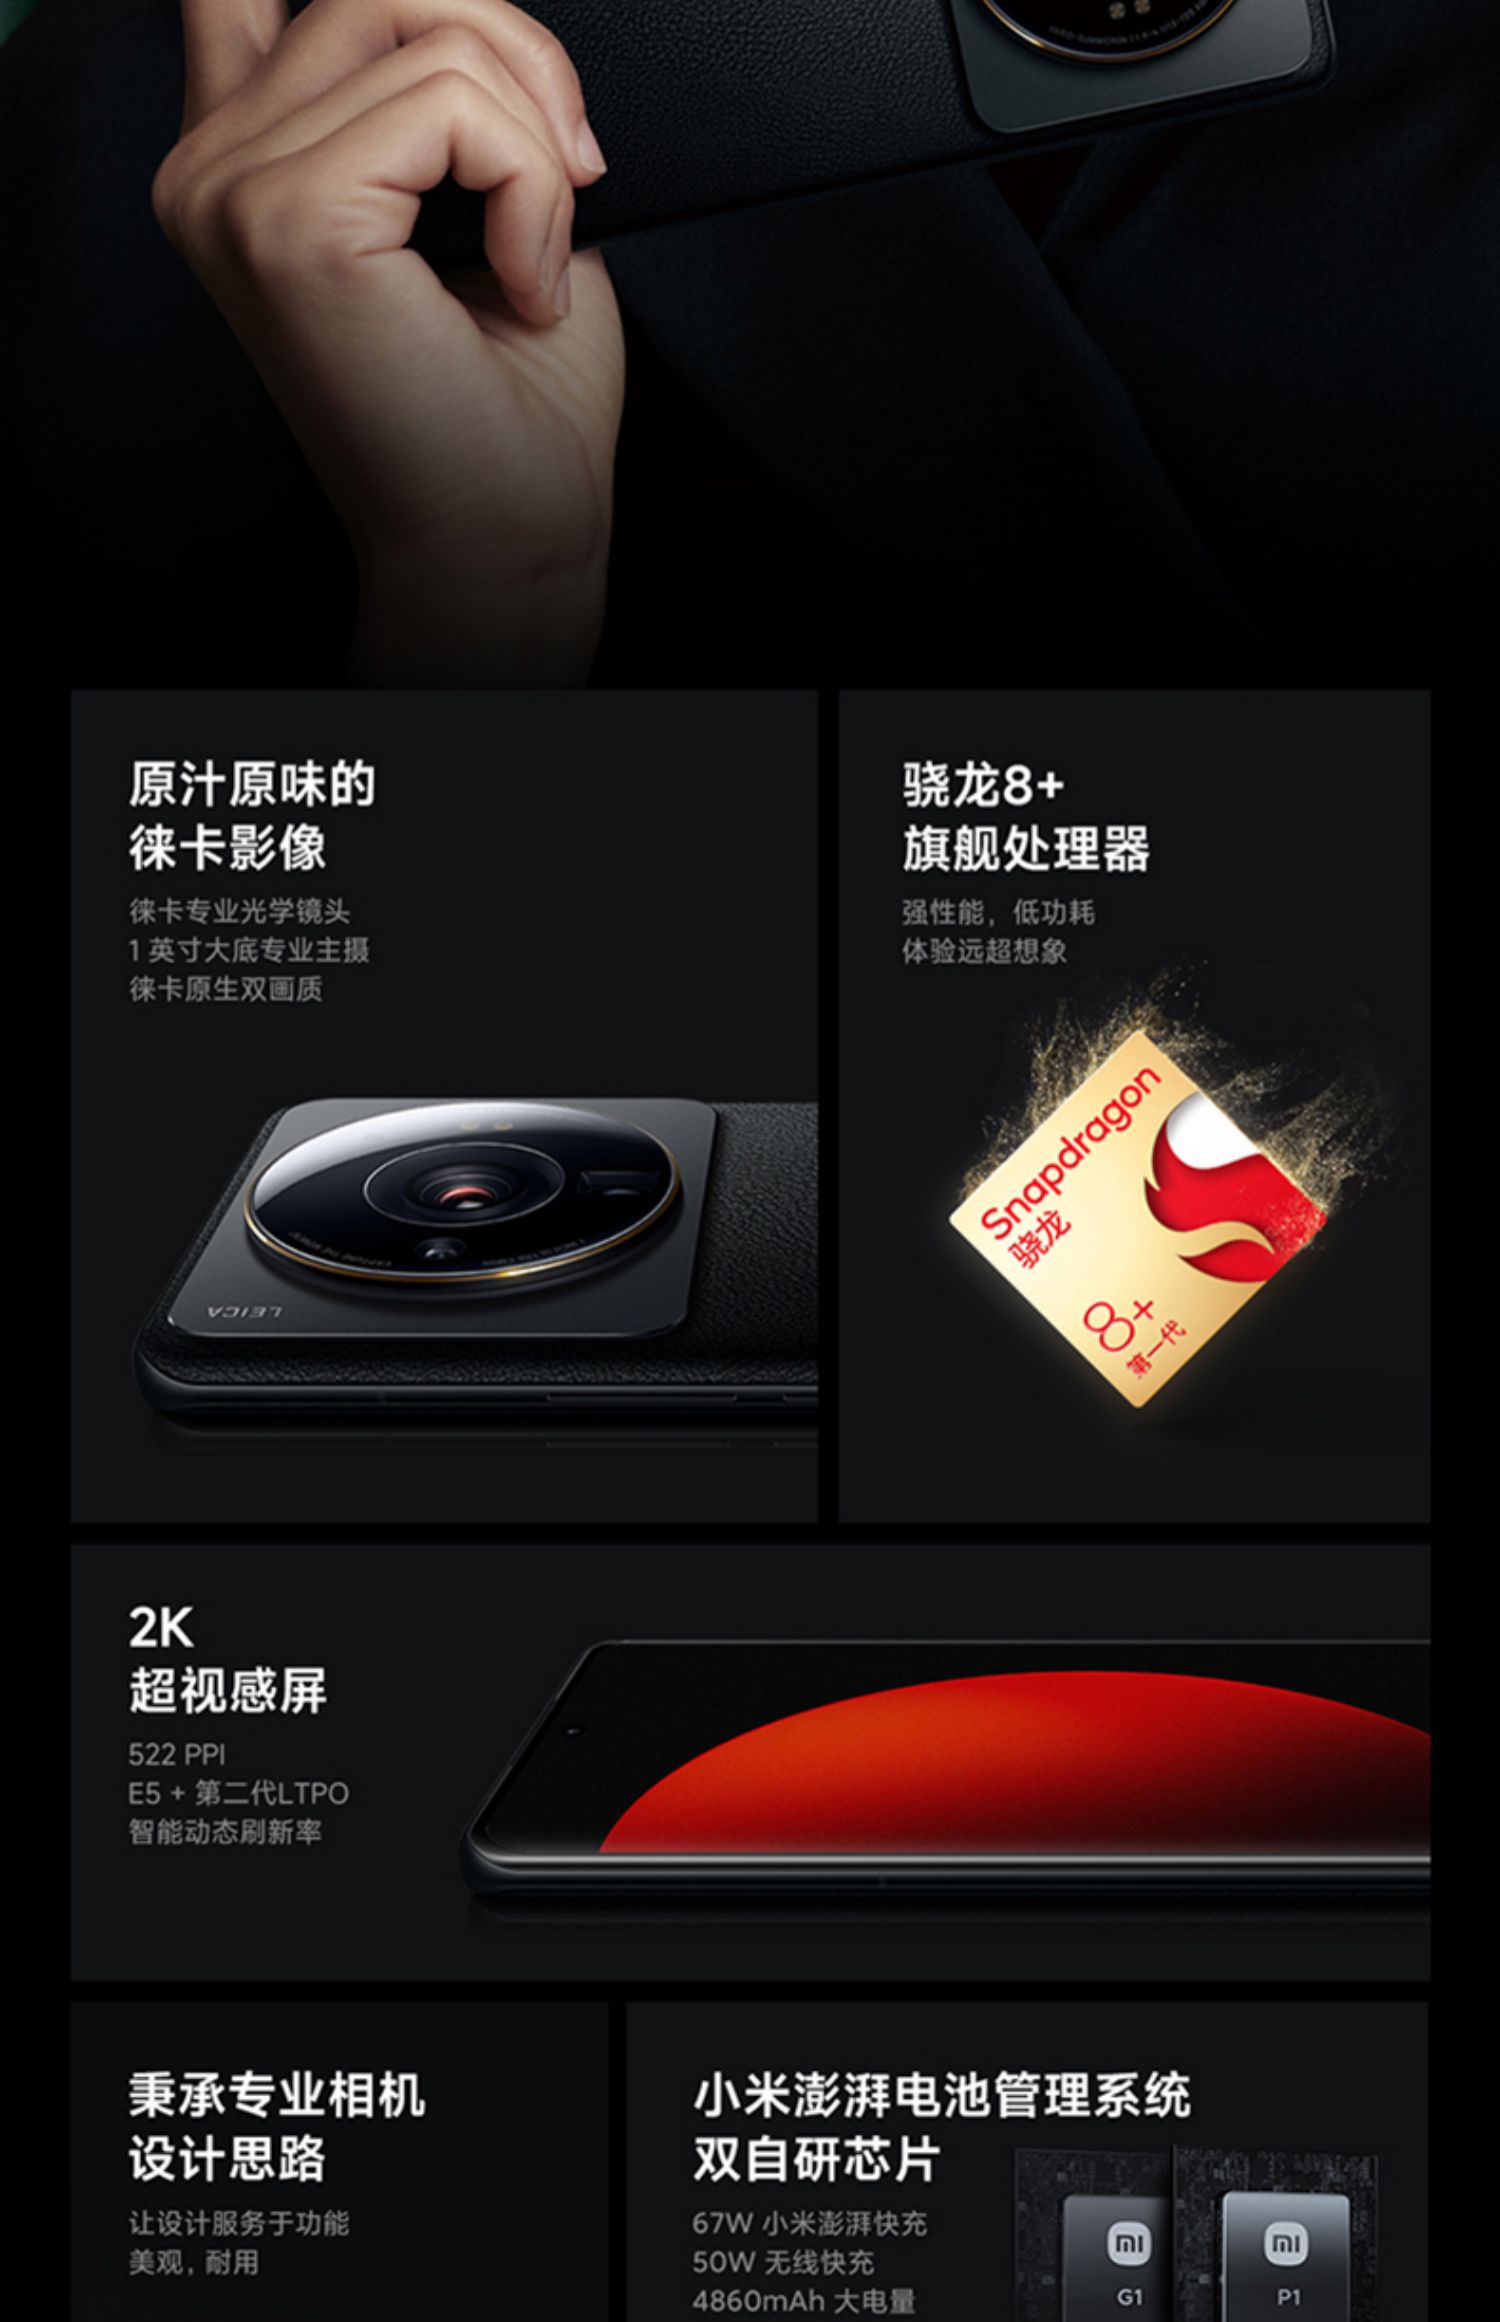 原汁原味的
徕卡影像
徕卡专业光学镜头
1 英寸大底专业主摄
徕卡原生双画质
LEICA
骁龙8+
旗舰处理器
强性能，低功耗
体验远超想象
Snapdragon
骁龙
8+
第一代
2K
超视感屏
522 PPI
E5 + 第二代LTPO
智能动态刷新率
秉承专业相机
设计思路
让设计服务于功能
美观，耐用
小米澎湃电池管理系统
双自研芯片
67W 小米澎湃快充
50W 无线快充
4860mAh 大电量
mi
G1
mi
P1